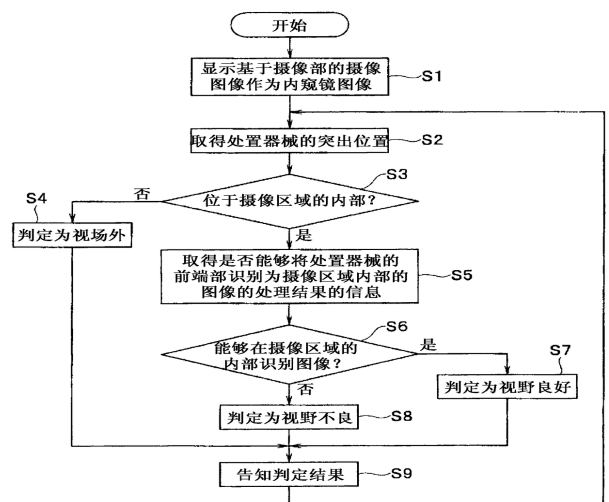 开始
显示基于摄像部的摄像
图像作为内窥镜图像
S1
取得处置器械的突出位置
S2
S3
位于摄像区域的内部？
否
S4
判定为视场外
是
取得是否能够将处置器械的
前端部识别为摄像区域内部的
图像的处理结果的信息
S5
S6
能够在摄像区域的
内部识别图像？
是
S7
判定为视野良好
否
判定为视野不良
S8
告知判定结果
S9